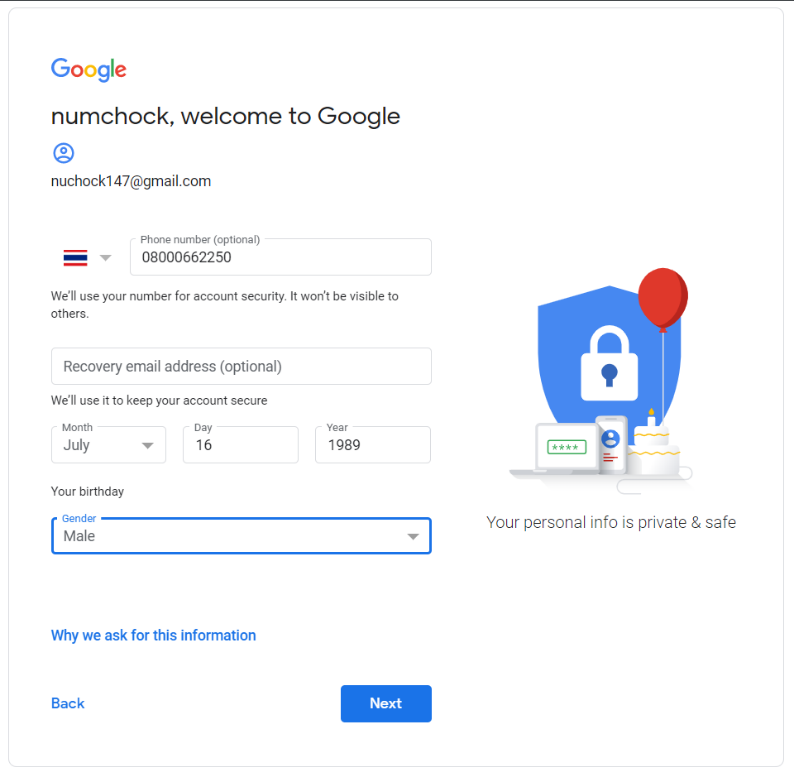 Google
numchock, welcome to Google
nuchock147@gmail.com
Phone number (optional)
08000662250
We'll use your number for account security. It won't be visible to
others.
Recovery email address (optional)
We'll use it to keep your account secure
Month Day Year
July 16 1989
Your birthday
Gender
Male
****
Your personal info is private & safe
Why we ask for this information
Back Next